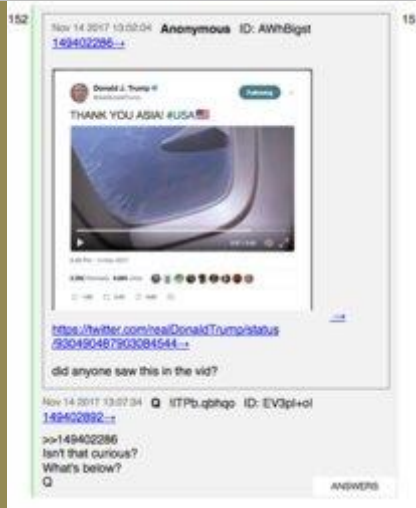 152
15
Nov 14 2017 13:02:04 Anonymous ID: AWhBigst
149402286→
Donald J. Trump
Following
THANK YOU ASIA! #USA
→
https://twitter.com/realDonaldTrump/status
/930490467903084544→
did anyone saw this in the vid?
Nov 14 2017 13:07:34 Q !ITPb.qbhqo ID: EV3pl+ol
149402892→
>>149402286
Isn't that curious?
What's below?
Q
ANSWERS